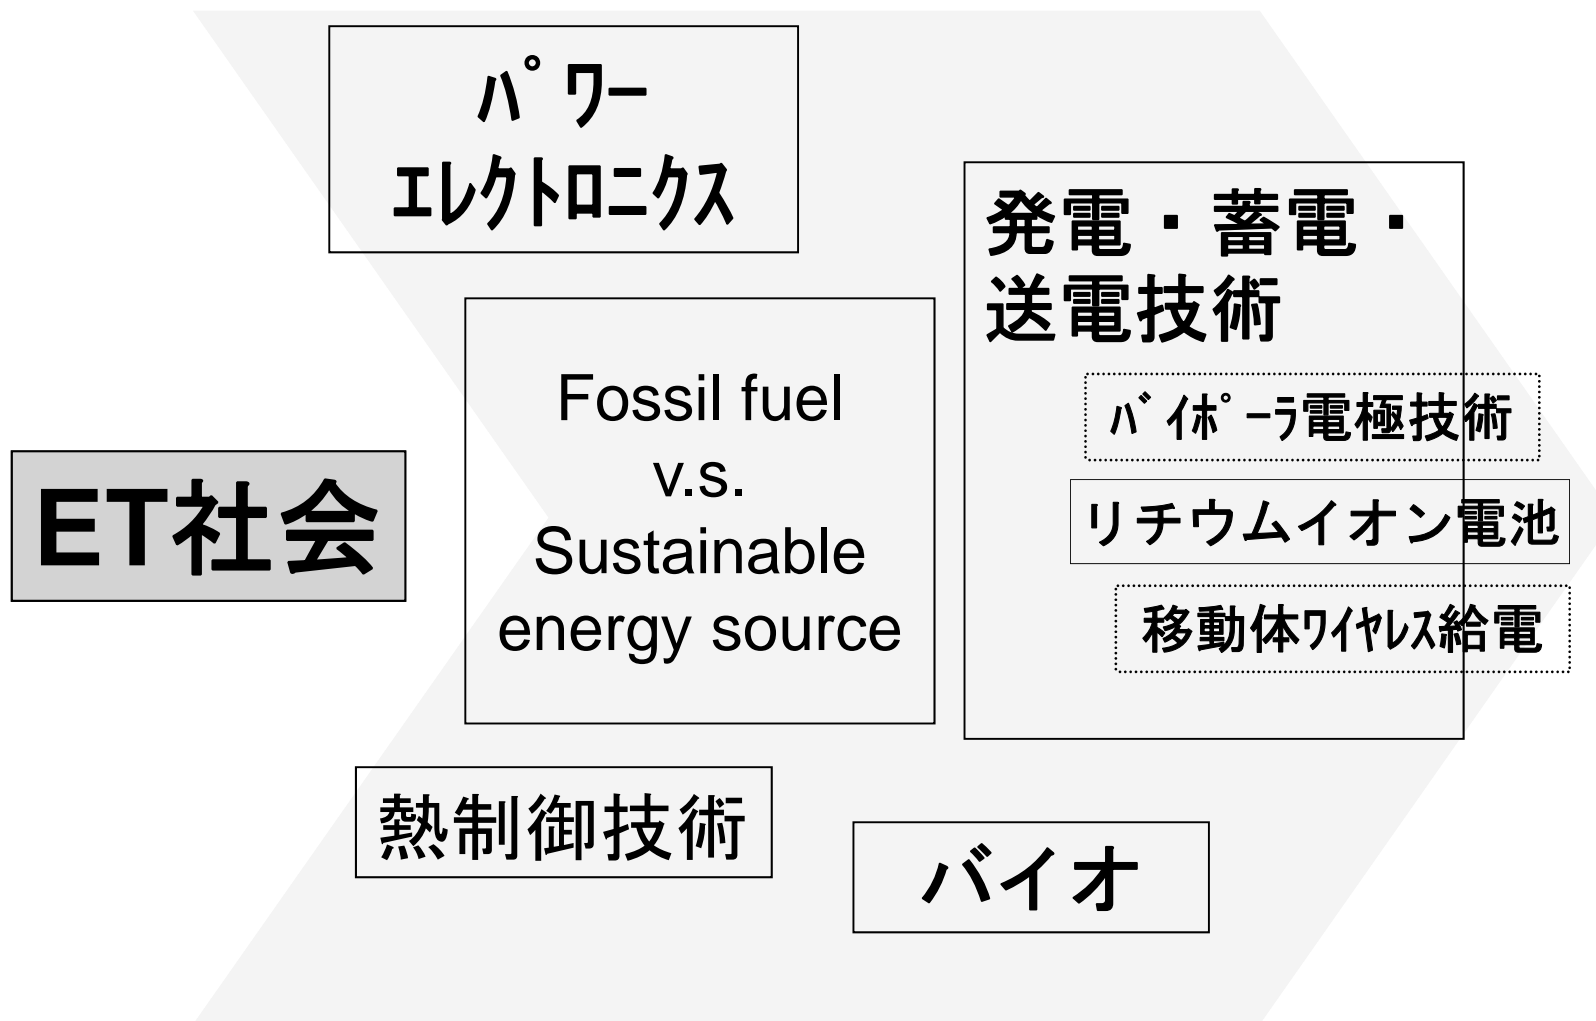 ﾊﾟﾜｰ
ｴﾚｸﾄﾛﾆｸｽ
発電・蓄電・
送電技術
ﾊﾞｲﾎﾟｰﾗ電極技術
リチウムイオン電池
移動体ﾜｲﾔﾚｽ給電
Fossil fuel
v.s.
Sustainable
energy source
ET社会
熱制御技術
バイオ